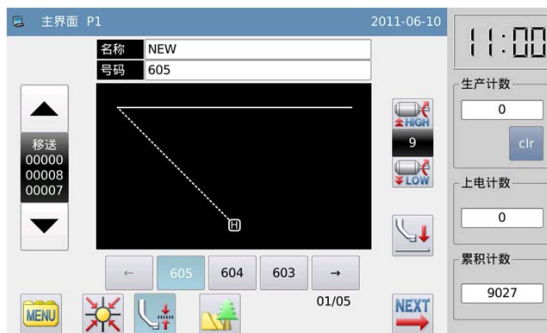 主界面 P1
2011-06-10
11:00
名称 NEW
号码 605
移送
00000
00008
00007
H
HIGH
9
LOW
生产计数
0
clr
上电计数
0
累积计数
9027
← 605 604 603 →
01/05
MENU
NEXT